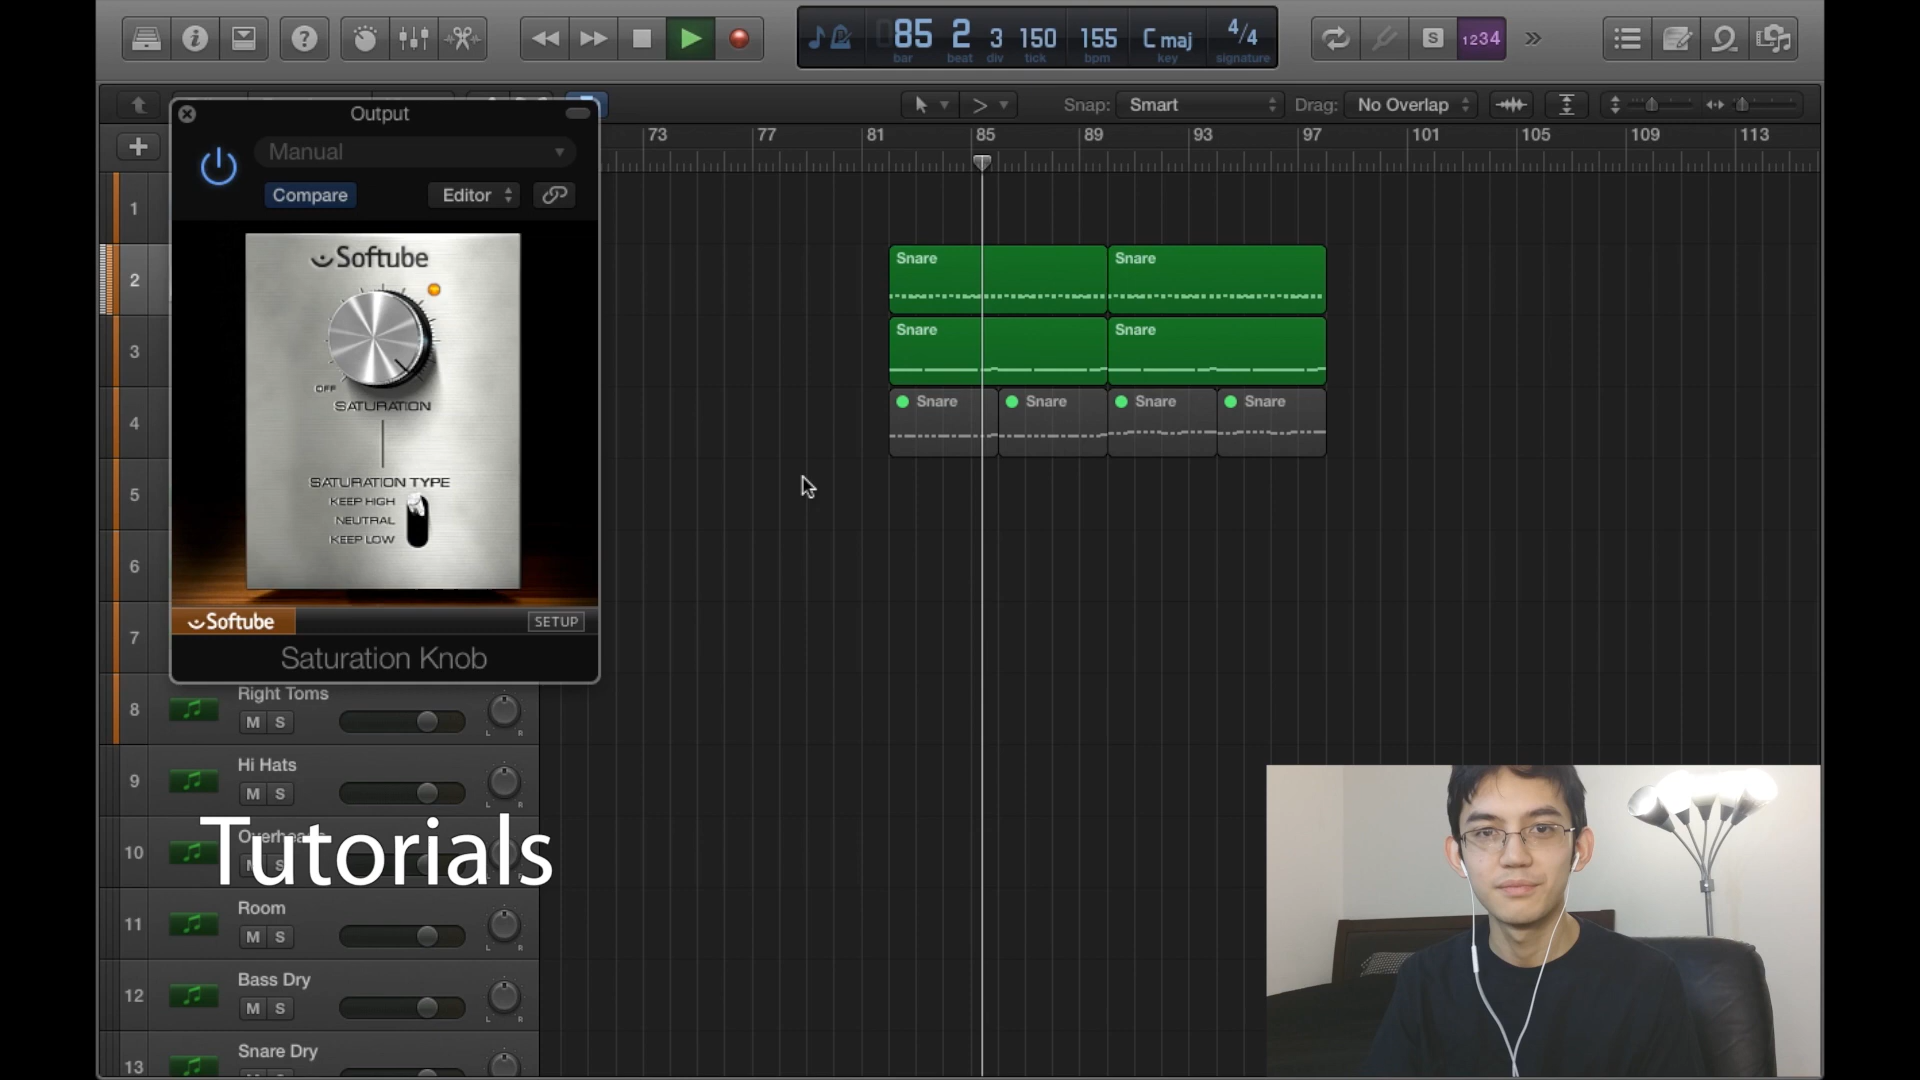 85 2 3 150 155 C maj 4/4
bar beat div tick bpm key signature
S 1234
Snap: Smart Drag: No Overlap
Output
Manual
Compare Editor
73 77 81 85 89 93 97 101 105 109 113
Softube
OFF
SATURATION
SATURATION TYPE
KEEP HIGH
NEUTRAL
KEEP LOW
Softube SETUP
Saturation Knob
1
2
Snare Snare
3
Snare Snare
4
Snare Snare Snare Snare
5
6
7
8 Right Toms
M S L R
9 Hi Hats
M S L R
10
Tutorials
11 Room
M S L R
12 Bass Dry
M S L R
13 Snare Dry